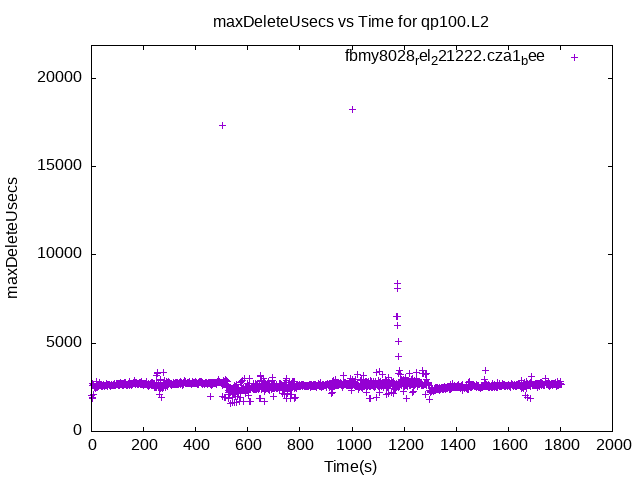 maxDeleteUsecs vs Time for qp100.L2
fbmy8028rel221222.cza1bee
20000
15000
10000
5000
0
maxDeleteUsecs
0 200 400 600 800 1000 1200 1400 1600 1800 2000
Time(s)